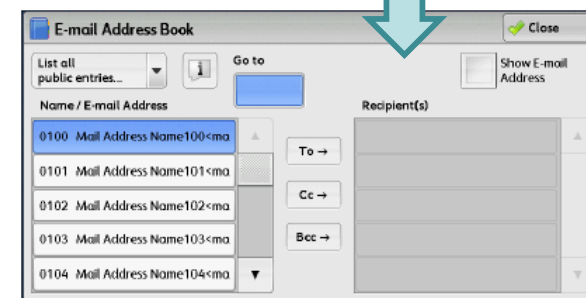 E-mail Address Book
Close
List all
public entries...
Go to
Show E-mail
Address
Name / E-mail Address
Recipient(s)
0100 Mail Address Name100<ma
0101 Mail Address Name101<ma
0102 Mail Address Name102<ma
0103 Mail Address Name103<ma
0104 Mail Address Name104<ma
To →
Cc →
Bcc →